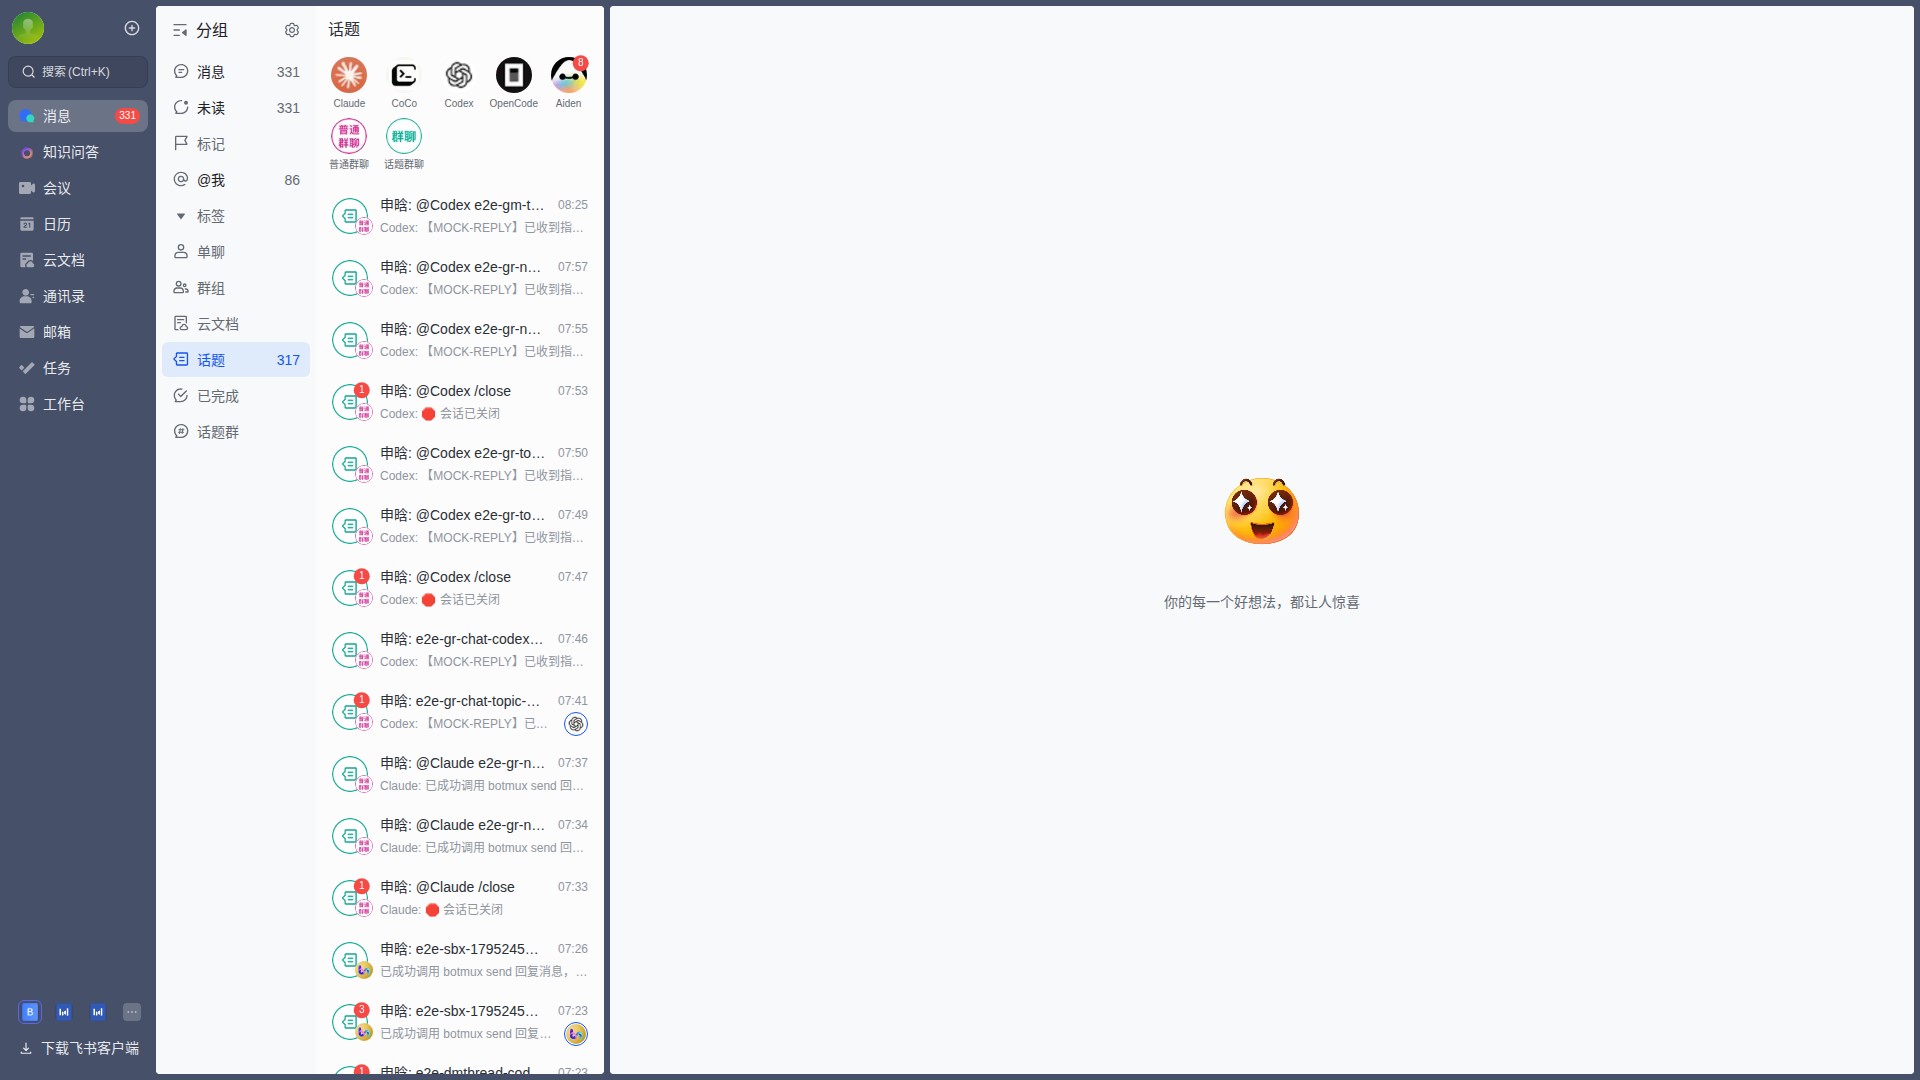 搜索 (Ctrl+K)
消息 331
知识问答
会议
日历
云文档
通讯录
邮箱
任务
工作台
下载飞书客户端
分组
消息 331
未读 331
标记
@我 86
标签
单聊
群组
云文档
话题 317
已完成
话题群
话题
Claude
CoCo
Codex
OpenCode
8
Aiden
普通群聊
普通群聊
群聊
话题群聊
申晗: @Codex e2e-gm-t... 08:25
Codex: 【MOCK-REPLY】已收到指...
申晗: @Codex e2e-gr-n... 07:57
Codex: 【MOCK-REPLY】已收到指...
申晗: @Codex e2e-gr-n... 07:55
Codex: 【MOCK-REPLY】已收到指...
1
申晗: @Codex /close 07:53
Codex: 🛑 会话已关闭
申晗: @Codex e2e-gr-to... 07:50
Codex: 【MOCK-REPLY】已收到指...
申晗: @Codex e2e-gr-to... 07:49
Codex: 【MOCK-REPLY】已收到指...
1
申晗: @Codex /close 07:47
Codex: 🛑 会话已关闭
申晗: e2e-gr-chat-codex... 07:46
Codex: 【MOCK-REPLY】已收到指...
1
申晗: e2e-gr-chat-topic-... 07:41
Codex: 【MOCK-REPLY】已...
申晗: @Claude e2e-gr-n... 07:37
Claude: 已成功调用 botmux send 回...
申晗: @Claude e2e-gr-n... 07:34
Claude: 已成功调用 botmux send 回...
1
申晗: @Claude /close 07:33
Claude: 🛑 会话已关闭
申晗: e2e-sbx-1795245... 07:26
已成功调用 botmux send 回复消息，...
3
申晗: e2e-sbx-1795245... 07:23
已成功调用 botmux send 回复...
1
申晗: e2e-dmthread-cod... 07:23
你的每一个好想法，都让人惊喜